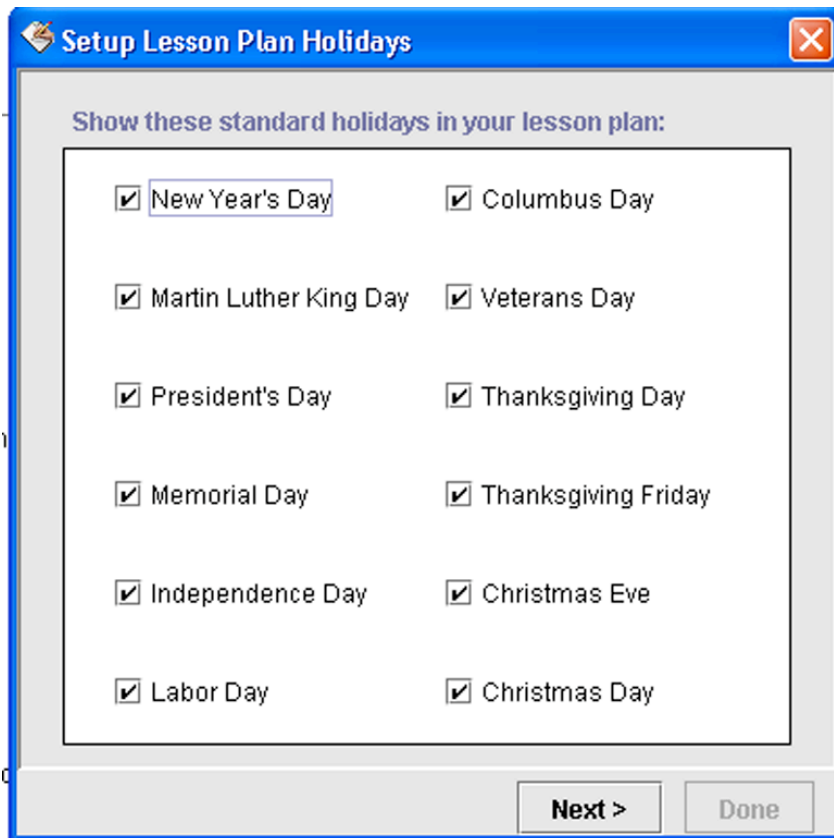 Setup Lesson Plan Holidays
Show these standard holidays in your lesson plan:
New Year's Day
Columbus Day
Martin Luther King Day
Veterans Day
President's Day
Thanksgiving Day
Memorial Day
Thanksgiving Friday
Independence Day
Christmas Eve
Labor Day
Christmas Day
Next >
Done